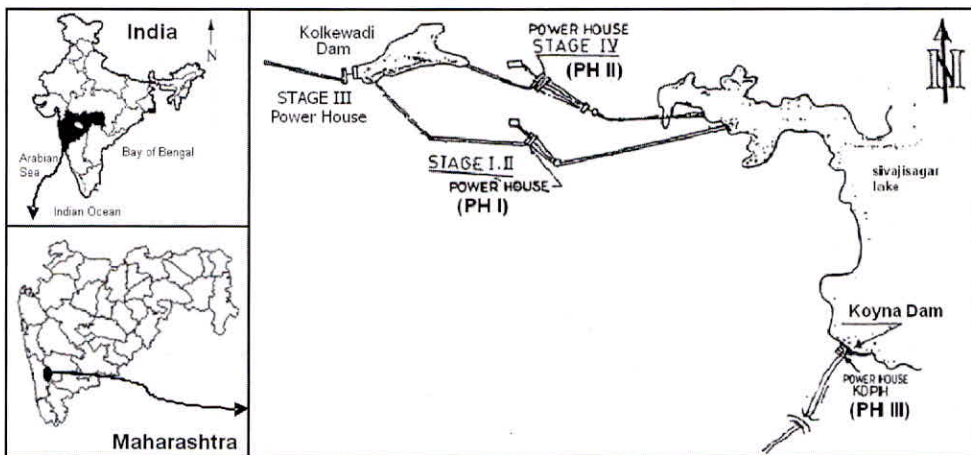 India
N
Arabian
Sea
Bay of Bengal
Indian Ocean
Maharashtra
Kolkewadi
Dam
STAGE III
Power House
POWER HOUSE
STAGE IV
(PH II)
STAGE I.II
POWER HOUSE
(PH I)
N
sivajisagar
lake
Koyna Dam
POWER HOUSE
KDPH
(PH III)